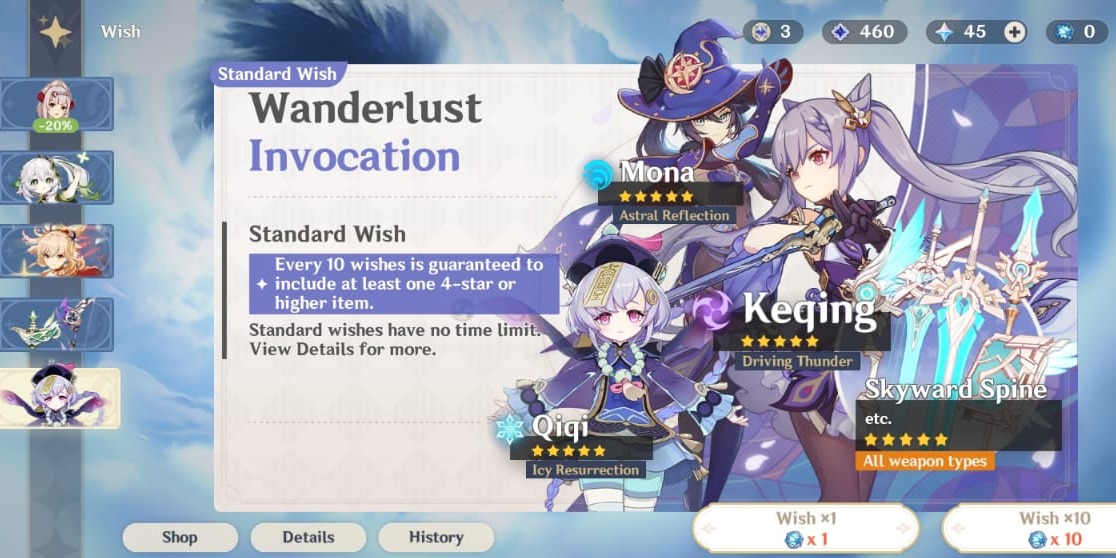 Wish
3
460
45
0
-20%
Standard Wish
Wanderlust
Invocation
Standard Wish
Every 10 wishes is guaranteed to
include at least one 4-star or
higher item.
Standard wishes have no time limit.
View Details for more.
Mona
Astral Reflection
Keqing
Driving Thunder
Qiqi
Icy Resurrection
Skyward Spine
etc.
All weapon types
Shop
Details
History
Wish ×1
x 1
Wish ×10
x 10